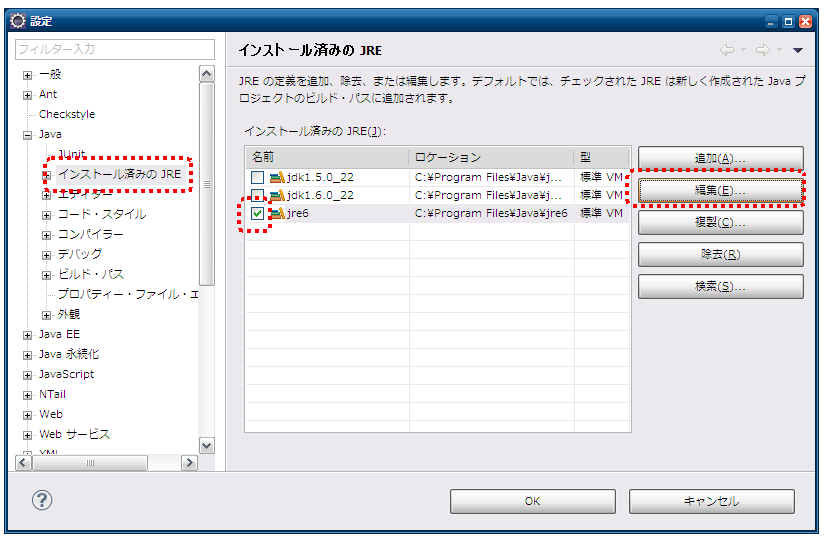 設定
フィルター入力
一般
Ant
Checkstyle
Java
JUnit
インストール済みの JRE
エディター
コード・スタイル
コンパイラー
デバッグ
ビルド・パス
プロパティー・ファイル・エ
外観
Java EE
Java 永続化
JavaScript
NTail
Web
Web サービス
XML
インストール済みの JRE
JRE の定義を追加、除去、または編集します。デフォルトでは、チェックされた JRE は新しく作成された Java プ
ロジェクトのビルド・パスに追加されます。
インストール済みの JRE(J):
名前 ロケーション 型
jdk1.5.0_22 C:¥Program Files¥Java¥j... 標準 VM
jdk1.6.0_22 C:¥Program Files¥Java¥j... 標準 VM
jre6 C:¥Program Files¥Java¥jre6 標準 VM
追加(A)...
編集(E)...
複製(C)...
除去(R)
検索(S)...
?
OK
キャンセル